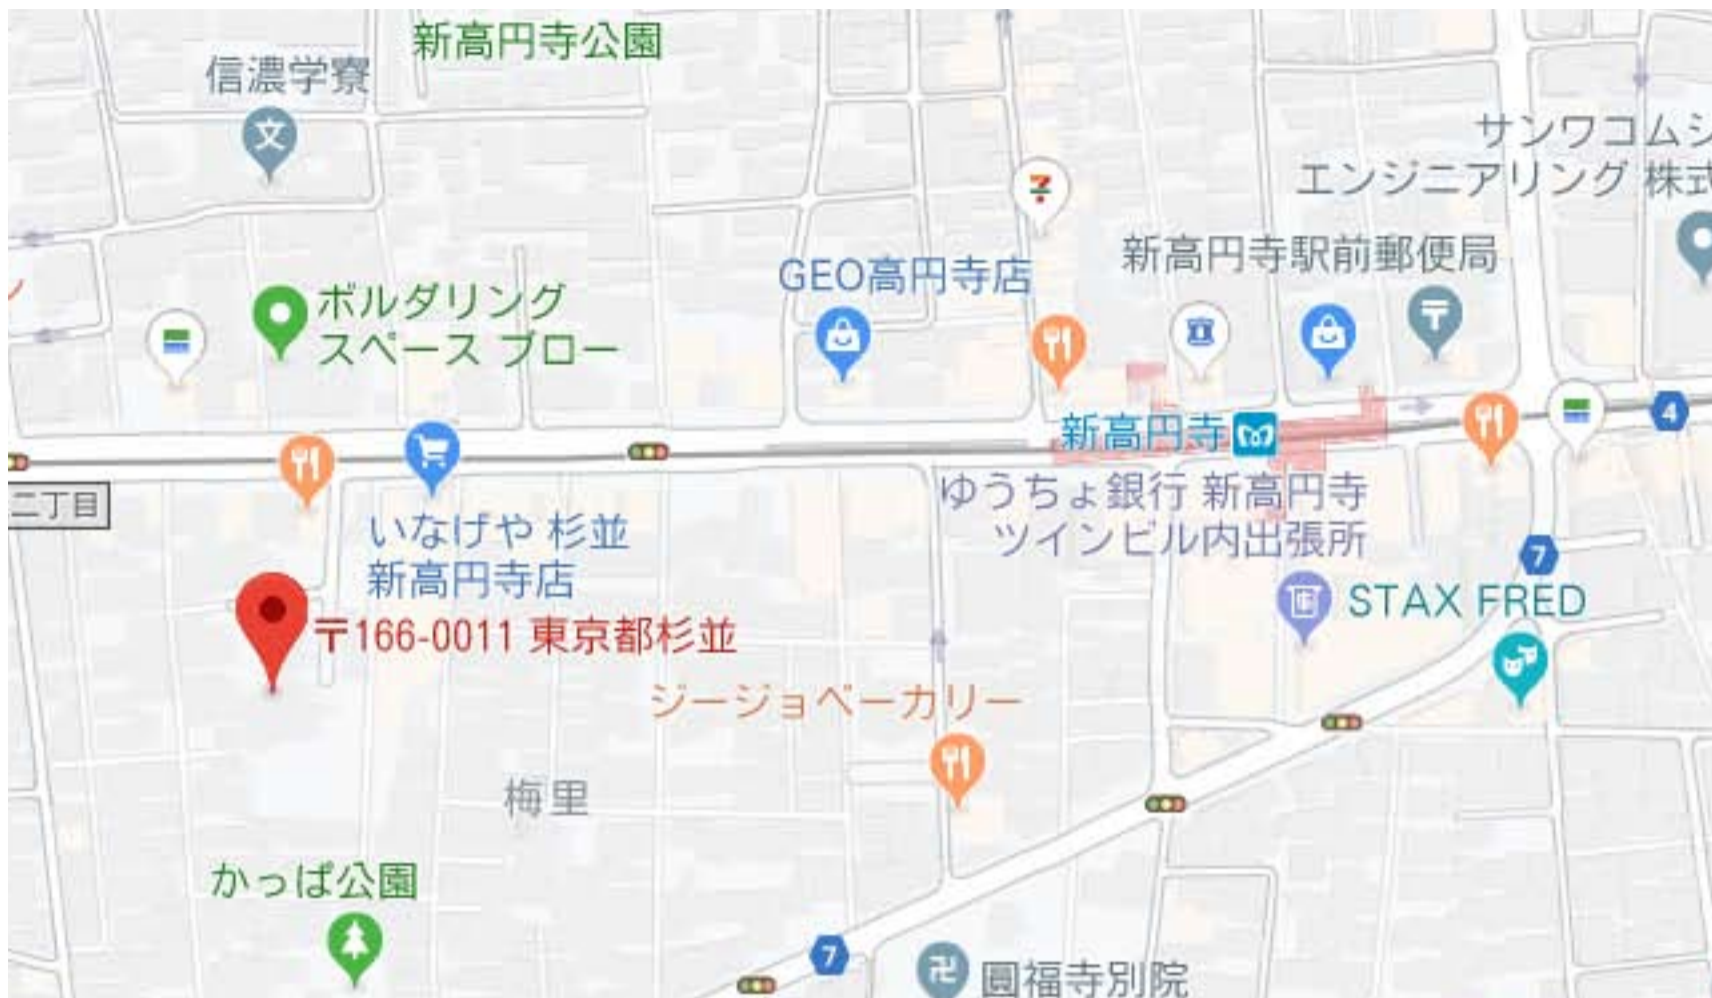 新高円寺公園
信濃学寮
文
サンワコムシ
エンジニアリング 株式
7
新高円寺駅前郵便局
〒
GEO高円寺店
ボルダリング
スペース ブロー
新高円寺
4
二丁目
いなげや 杉並
新高円寺店
ゆうちょ銀行 新高円寺
ツインビル内出張所
7
STAX FRED
〒166-0011 東京都杉並
ジージョベーカリー
梅里
かっぱ公園
7
卍
圓福寺別院